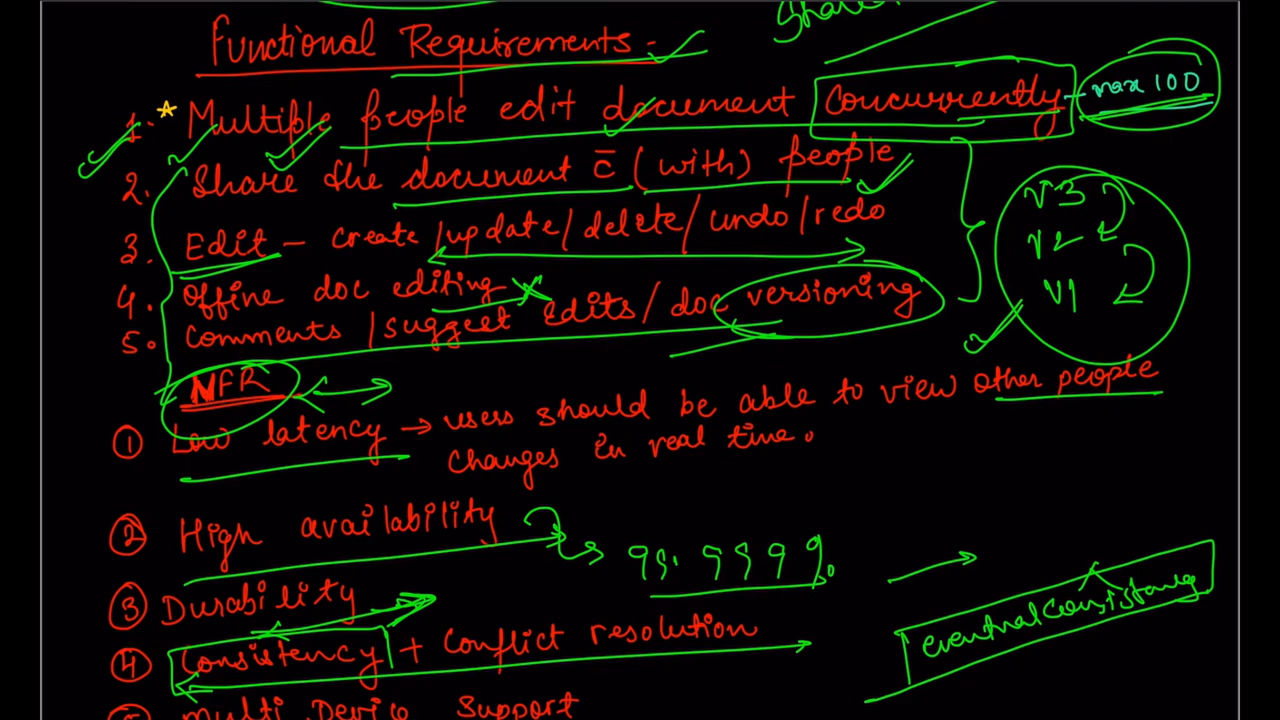 Share
Functional Requirements -
1. * Multiple people edit document Concurrently - max 100
2. Share the document c̄ (with) people
3. Edit - create /update/delete/undo/redo
4. Offine doc editing
5. Comments /suggest edits/doc versioning
V3
V2
V1
NFR
① Low latency → users should be able to view other people
changes in real time.
② High availability → 99.9999%
③ Durability
④ Consistency + Conflict resolution
eventual consistency
⑤ Multi Device Support